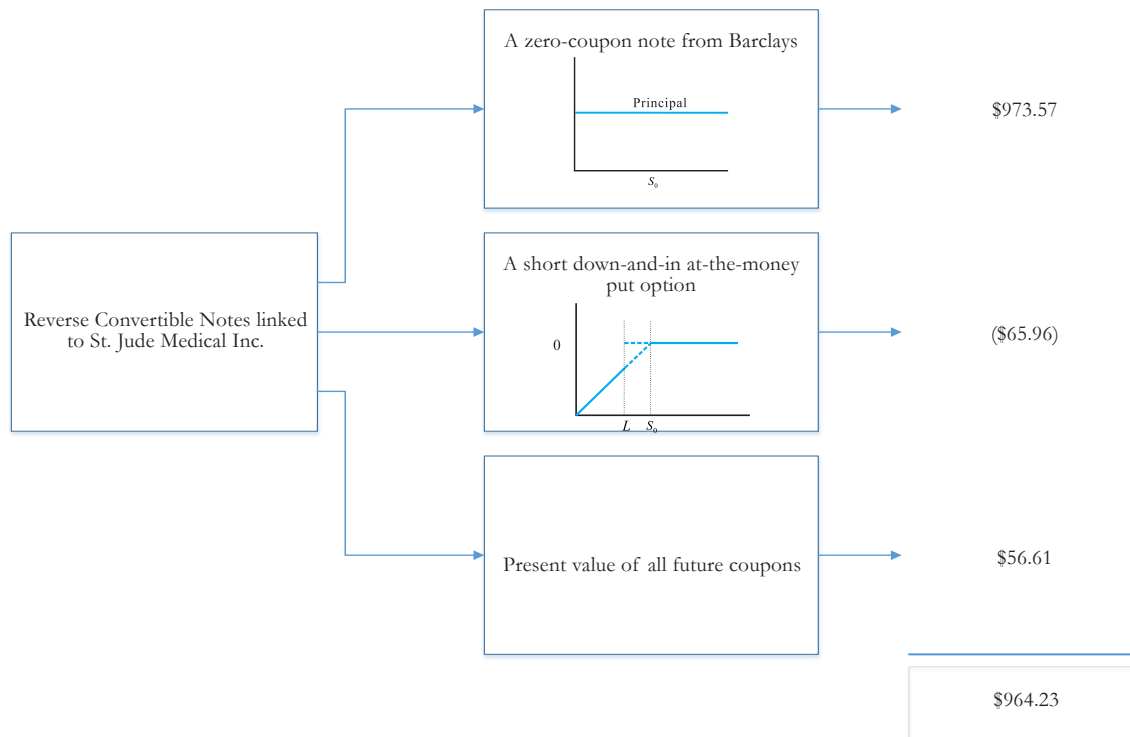 A zero-coupon note from Barclays
Principal
S₀
$973.57
Reverse Convertible Notes linked
to St. Jude Medical Inc.
A short down-and-in at-the-money
put option
0
L S₀
($65.96)
Present value of all future coupons
$56.61
$964.23